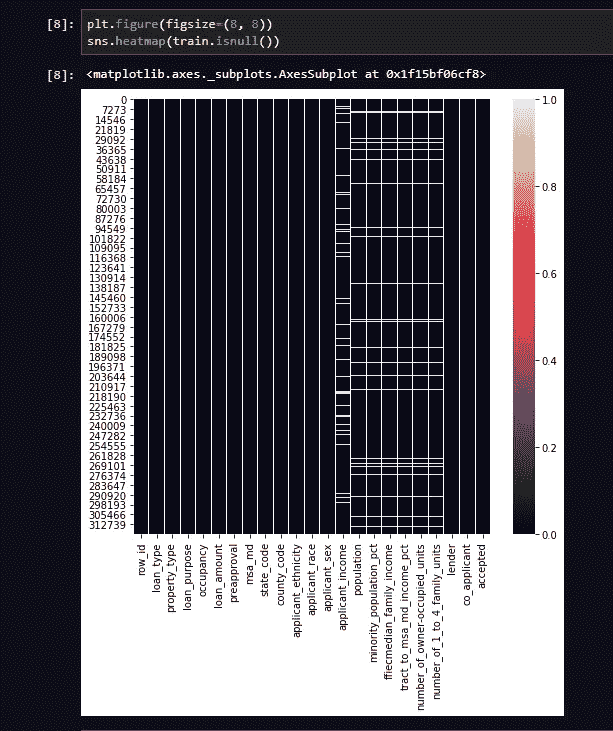 [8]: plt.figure(figsize=(8, 8))
sns.heatmap(train.isnull())
[8]: <matplotlib.axes._subplots.AxesSubplot at 0x1f15bf06cf8>
0
7273
14546
21819
29092
36365
43638
50911
58184
65457
72730
80003
87276
94549
101822
109095
116368
123641
130914
138187
145460
152733
160006
167279
174552
181825
189098
196371
203644
210917
218190
225463
232736
240009
247282
254555
261828
269101
276374
283647
290920
298193
305466
312739
1.0
0.8
0.6
0.4
0.2
0.0
row_id
loan_type
property_type
loan_purpose
occupancy
loan_amount
preapproval
msa_md
state_code
county_code
applicant_ethnicity
applicant_race
applicant_sex
applicant_income
population
minority_population_pct
ffiecmedian_family_income
tract_to_msa_md_income_pct
number_of_owner-occupied_units
number_of_1_to_4_family_units
lender
co_applicant
accepted